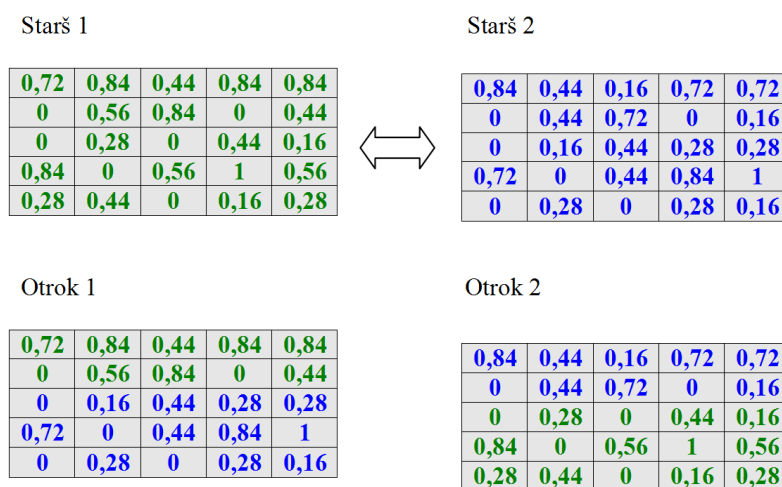 Starš 1
0,72 0,84 0,44 0,84 0,84
0 0,56 0,84 0 0,44
0 0,28 0 0,44 0,16
0,84 0 0,56 1 0,56
0,28 0,44 0 0,16 0,28
Starš 2
0,84 0,44 0,16 0,72 0,72
0 0,44 0,72 0 0,16
0 0,16 0,44 0,28 0,28
0,72 0 0,44 0,84 1
0 0,28 0 0,28 0,16
Otrok 1
0,72 0,84 0,44 0,84 0,84
0 0,56 0,84 0 0,44
0 0,16 0,44 0,28 0,28
0,72 0 0,44 0,84 1
0 0,28 0 0,28 0,16
Otrok 2
0,84 0,44 0,16 0,72 0,72
0 0,44 0,72 0 0,16
0 0,28 0 0,44 0,16
0,84 0 0,56 1 0,56
0,28 0,44 0 0,16 0,28